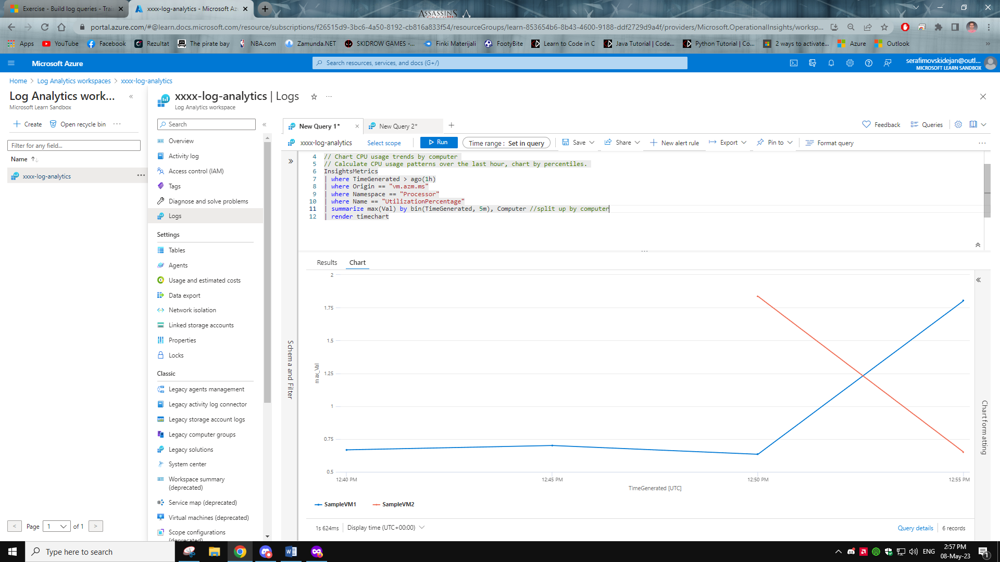 Exercise - Build log queries - Tra
xxxx-log-analytics - Microsoft Az
ASSASSINS
portal.azure.com/#@learn.docs.microsoft.com/resource/subscriptions/f26515d9-3bc6-4a50-8192-cb816a833f54/resourceGroups/learn-853654b6-8b43-4600-9188-ddf2729d9a4f/providers/Microsoft.OperationalInsights/worksp...
Apps YouTube Facebook Rezultat The pirate bay NBA.com Zamunda.NET SKIDROW GAMES -... Finki Materijali FootyBite Learn to Code in C Java Tutorial | Code... Python Tutorial | Co... 2 ways to activate... Azure Outlook »
Microsoft Azure
Search resources, services, and docs (G+/)
serafimovskidejan@outl...
MICROSOFT LEARN SANDBOX
Home > Log Analytics workspaces > xxxx-log-analytics
Log Analytics work... «
Microsoft Learn Sandbox
+ Create Open recycle bin ...
Filter for any field...
Name ↑↓
xxxx-log-analytics ...
Page 1 of 1
xxxx-log-analytics | Logs ...
Log Analytics workspace
Search «
Overview
Activity log
Access control (IAM)
Tags
Diagnose and solve problems
Logs
Settings
Tables
Agents
Usage and estimated costs
Data export
Network isolation
Linked storage accounts
Properties
Locks
Classic
Legacy agents management
Legacy activity log connector
Legacy storage account logs
Legacy computer groups
Legacy solutions
System center
Workspace summary
(deprecated)
Service map (deprecated)
Virtual machines (deprecated)
Scope configurations
(deprecated)
New Query 1* New Query 2* +
Feedback Queries
xxxx-log-analytics Select scope Run Time range : Set in query Save Share New alert rule Export Pin to Format query ...
4 // Chart CPU usage trends by computer
5 // Calculate CPU usage patterns over the last hour, chart by percentiles.
6 InsightsMetrics
7 | where TimeGenerated > ago(1h)
8 | where Origin == "vm.azm.ms"
9 | where Namespace == "Processor"
10 | where Name == "UtilizationPercentage"
11 | summarize max(Val) by bin(TimeGenerated, 5m), Computer //split up by computer
12 | render timechart
Schema and Filter
Results Chart
2
1.75
1.5
1.25
1
0.75
0.5
max_Val
12:40 PM 12:45 PM 12:50 PM 12:55 PM
TimeGenerated [UTC]
SampleVM1 SampleVM2
Chart formatting
1s 624ms Display time (UTC+00:00)
Query details 6 records
Type here to search
ENG
2:57 PM
08-May-23
1